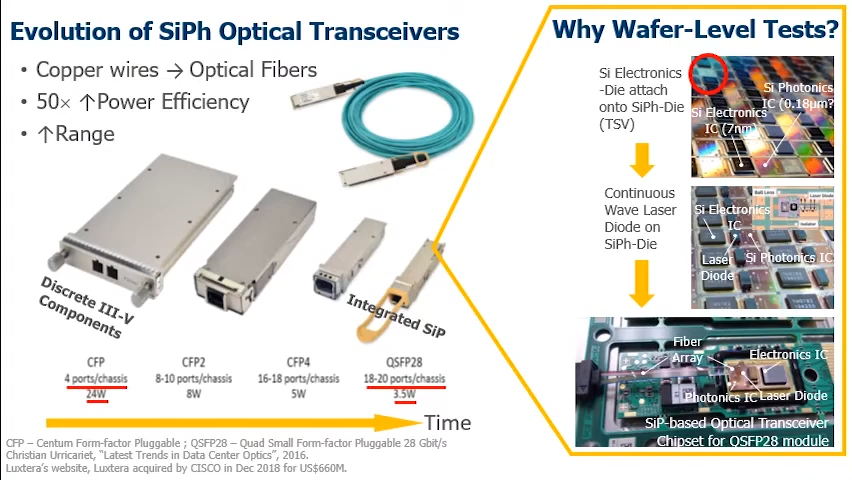 Evolution of SiPh Optical Transceivers
• Copper wires → Optical Fibers
• 50× ↑Power Efficiency
• ↑Range
Discrete III-V
Components
Integrated SiP
CFP
4 ports/chassis
24W
CFP2
8-10 ports/chassis
8W
CFP4
16-18 ports/chassis
5W
QSFP28
18-20 ports/chassis
3.5W
Time
CFP – Centum Form-factor Pluggable ; QSFP28 – Quad Small Form-factor Pluggable 28 Gbit/s
Christian Urricariet, "Latest Trends in Data Center Optics", 2016.
Luxtera's website, Luxtera acquired by CISCO in Dec 2018 for US$660M.
Why Wafer-Level Tests?
Si Electronics
-Die attach
onto SiPh-Die
(TSV)
Si Photonics
IC (0.18µm?
Si Electronics
IC (7nm)
Continuous
Wave Laser
Diode on
SiPh-Die
Ball Lens
Laser Diode
Isolator
Si Electronics
IC
Laser
Diode
Si Photonics IC
Fiber
Array
Electronics IC
Photonics IC
Laser Diode
SiP-based Optical Transceiver
Chipset for QSFP28 module